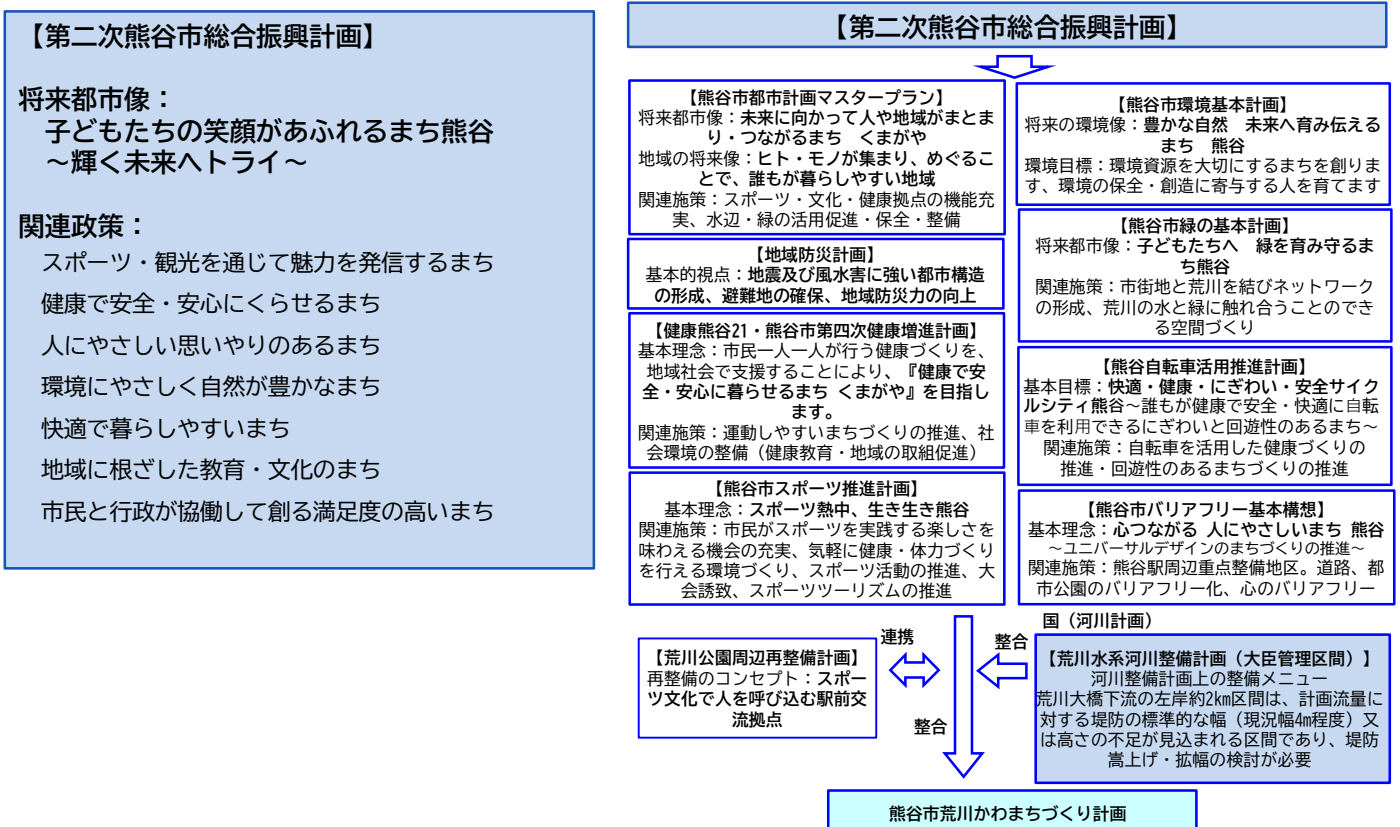 【第二次熊谷市総合振興計画】
将来都市像：
子どもたちの笑顔があふれるまち熊谷
～輝く未来へトライ～
関連政策：
スポーツ・観光を通じて魅力を発信するまち
健康で安全・安心にくらせるまち
人にやさしい思いやりのあるまち
環境にやさしく自然が豊かなまち
快適で暮らしやすいまち
地域に根ざした教育・文化のまち
市民と行政が協働して創る満足度の高いまち
【第二次熊谷市総合振興計画】
【熊谷市都市計画マスタープラン】
将来都市像：未来に向かって人や地域がまとま
り・つながるまち　くまがや
地域の将来像：ヒト・モノが集まり、めぐるこ
とで、誰もが暮らしやすい地域
関連施策：スポーツ・文化・健康拠点の機能充
実、水辺・緑の活用促進・保全・整備
【地域防災計画】
基本的視点：地震及び風水害に強い都市構造
の形成、避難地の確保、地域防災力の向上
【健康熊谷21・熊谷市第四次健康増進計画】
基本理念：市民一人一人が行う健康づくりを、
地域社会で支援することにより、『健康で安
全・安心に暮らせるまち くまがや』を目指し
ます。
関連施策：運動しやすいまちづくりの推進、社
会環境の整備（健康教育・地域の取組促進）
【熊谷市スポーツ推進計画】
基本理念：スポーツ熱中、生き生き熊谷
関連施策：市民がスポーツを実践する楽しさを
味わえる機会の充実、気軽に健康・体力づくり
を行える環境づくり、スポーツ活動の推進、大
会誘致、スポーツツーリズムの推進
【熊谷市環境基本計画】
将来の環境像：豊かな自然　未来へ育み伝える
まち　熊谷
環境目標：環境資源を大切にするまちを創りま
す、環境の保全・創造に寄与する人を育てます
【熊谷市緑の基本計画】
将来都市像：子どもたちへ　緑を育み守るま
ち熊谷
関連施策：市街地と荒川を結びネットワーク
の形成、荒川の水と緑に触れ合うことのでき
る空間づくり
【熊谷自転車活用推進計画】
基本目標：快適・健康・にぎわい・安全サイク
ルシティ熊谷～誰もが健康で安全・快適に自転
車を利用できるにぎわいと回遊性のあるまち～
関連施策：自転車を活用した健康づくりの
推進・回遊性のあるまちづくりの推進
【熊谷市バリアフリー基本構想】
基本理念：心つながる 人にやさしいまち 熊谷
～ユニバーサルデザインのまちづくりの推進～
関連施策：熊谷駅周辺重点整備地区。道路、都
市公園のバリアフリー化、心のバリアフリー
国（河川計画）
連携
整合
【荒川公園周辺再整備計画】
再整備のコンセプト：スポー
ツ文化で人を呼び込む駅前交
流拠点
【荒川水系河川整備計画（大臣管理区間）】
河川整備計画上の整備メニュー
荒川大橋下流の左岸約2km区間は、計画流量に
対する堤防の標準的な幅（現況幅4m程度）又
は高さの不足が見込まれる区間であり、堤防
嵩上げ・拡幅の検討が必要
整合
熊谷市荒川かわまちづくり計画